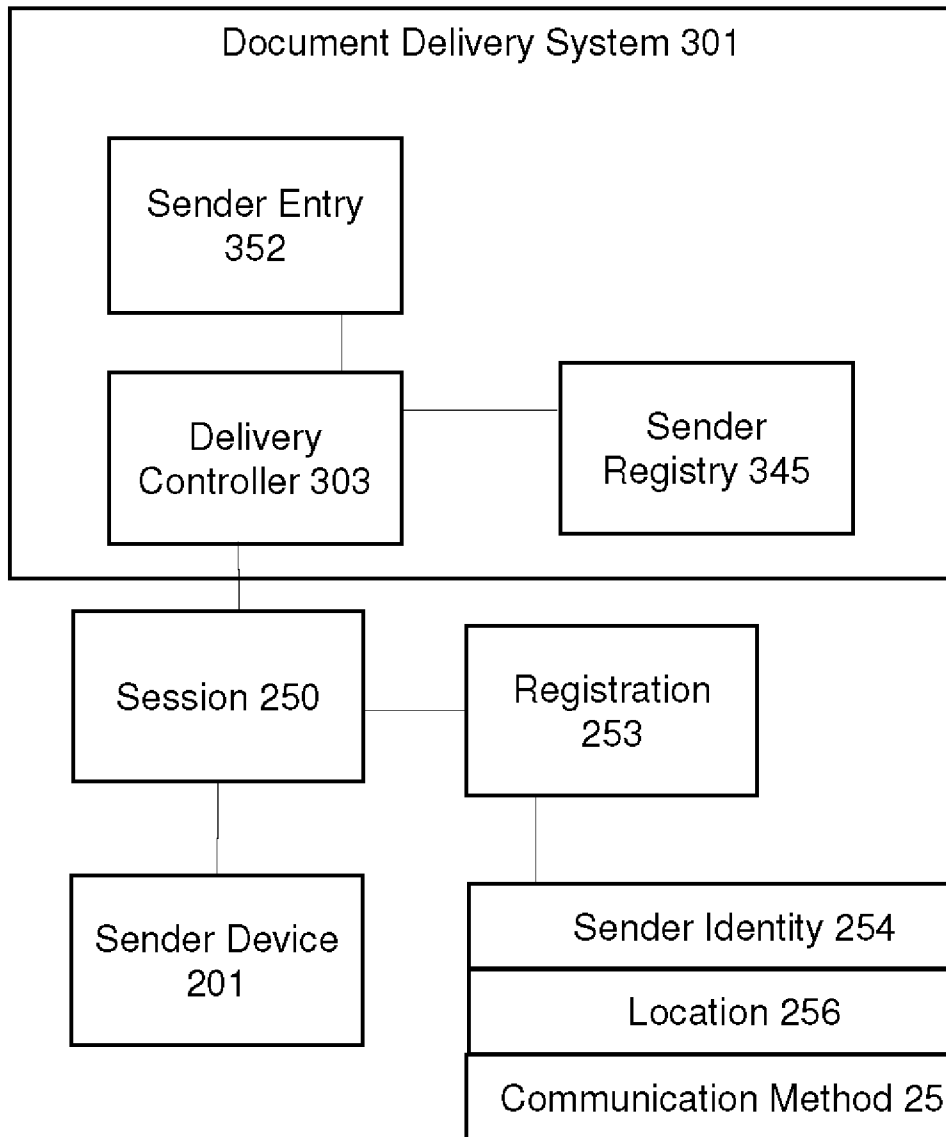 Document Delivery System 301
Sender Entry
352
Delivery
Controller 303
Sender
Registry 345
Session 250
Registration
253
Sender Device
201
Sender Identity 254
Location 256
Communication Method 25